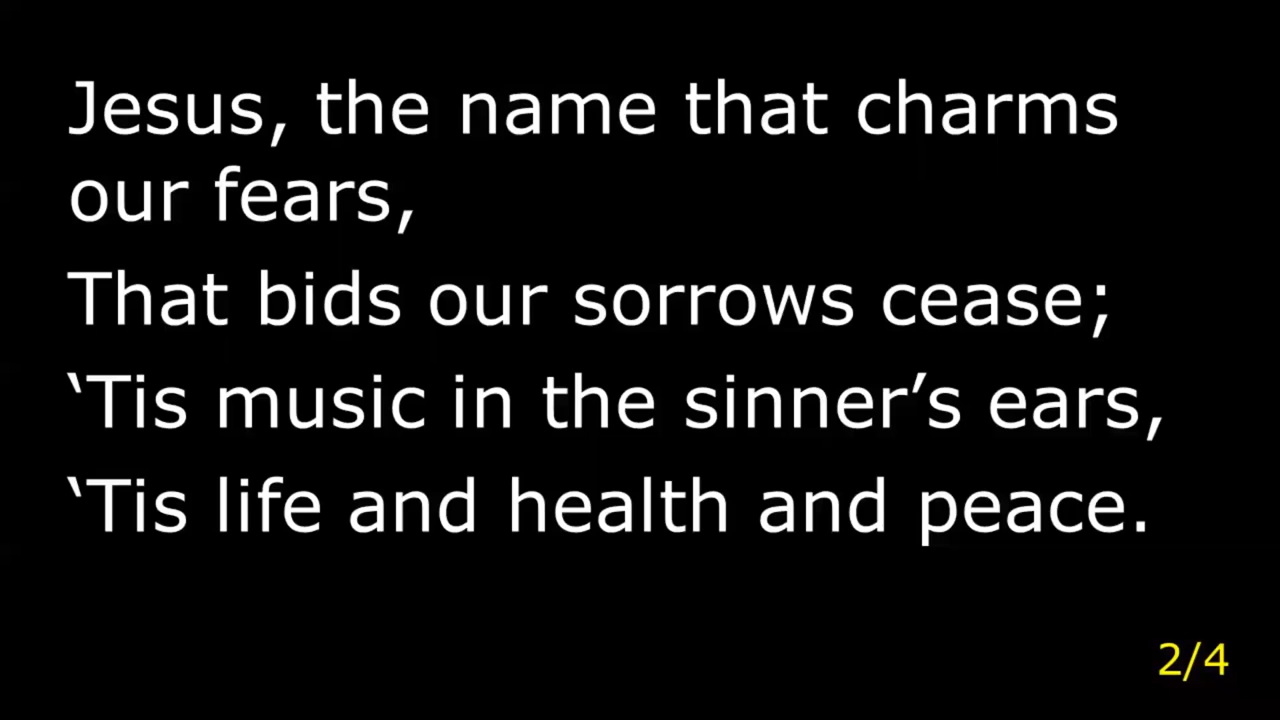 Jesus, the name that charms
our fears,
That bids our sorrows cease;
‘Tis music in the sinner’s ears,
‘Tis life and health and peace.
2/4